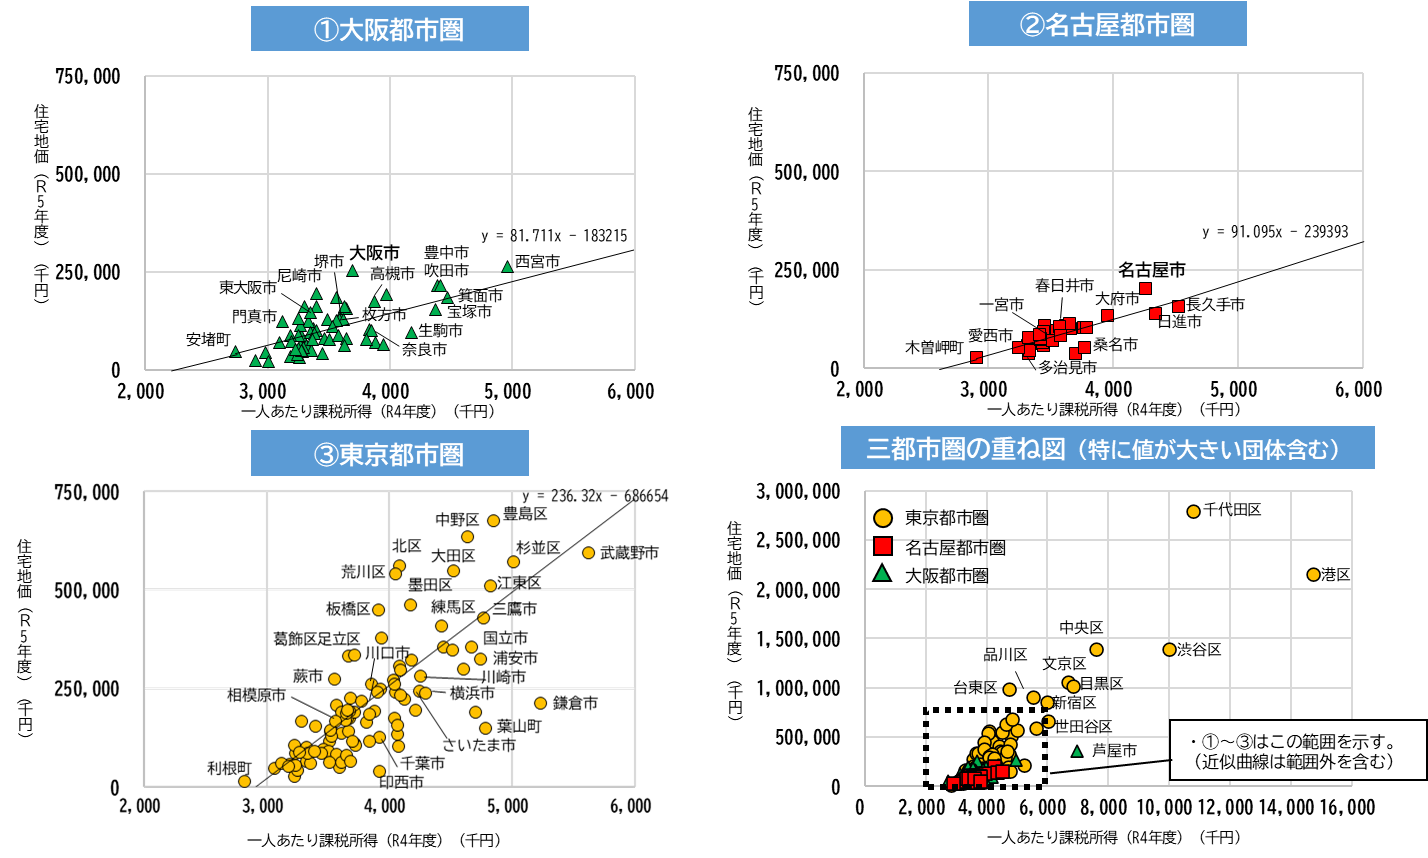 ①大阪都市圏
750,000
500,000
250,000
0
住宅地価（R5年度）（千円）
y = 81.711x - 183215
大阪市
豊中市
吹田市
西宮市
堺市
尼崎市
高槻市
東大阪市
箕面市
宝塚市
門真市
枚方市
生駒市
安堵町
奈良市
2,000
3,000
4,000
5,000
6,000
一人あたり課税所得（R4年度）（千円）
②名古屋都市圏
750,000
500,000
250,000
0
住宅地価（R5年度）（千円）
y = 91.095x - 239393
名古屋市
春日井市
大府市
長久手市
一宮市
日進市
愛西市
桑名市
木曽岬町
多治見市
2,000
3,000
4,000
5,000
6,000
一人あたり課税所得（R4年度）（千円）
③東京都市圏
750,000
500,000
250,000
0
住宅地価（R5年度）（千円）
y = 236.32x - 686654
豊島区
中野区
北区
杉並区
武蔵野市
大田区
荒川区
墨田区
江東区
板橋区
練馬区
三鷹市
葛飾区足立区
国立市
川口市
浦安市
蕨市
川崎市
相模原市
横浜市
鎌倉市
葉山町
さいたま市
利根町
千葉市
印西市
2,000
3,000
4,000
5,000
6,000
一人あたり課税所得（R4年度）（千円）
三都市圏の重ね図（特に値が大きい団体含む）
3,000,000
2,500,000
2,000,000
1,500,000
1,000,000
500,000
0
住宅地価（R5年度）（千円）
東京都市圏
名古屋都市圏
大阪都市圏
千代田区
港区
中央区
渋谷区
品川区
文京区
台東区
目黒区
新宿区
世田谷区
芦屋市
・①～③はこの範囲を示す。
（近似曲線は範囲外を含む）
0
2,000
4,000
6,000
8,000
10,000
12,000
14,000
16,000
一人あたり課税所得（R4年度）（千円）